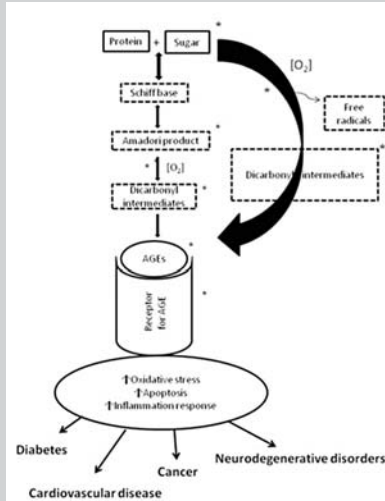 Protein + Sugar *
[O₂]
*
Schiff base
Free
radicals
Amadori product *
* [O₂]
Dicarbonyl intermediates *
Dicarbonyl
intermediates *
AGEs *
Receptor
for AGE *
⇑Oxidative stress
⇑Apoptosis
⇑Inflammation response
Diabetes
Neurodegenerative disorders
Cancer
Cardiovascular disease